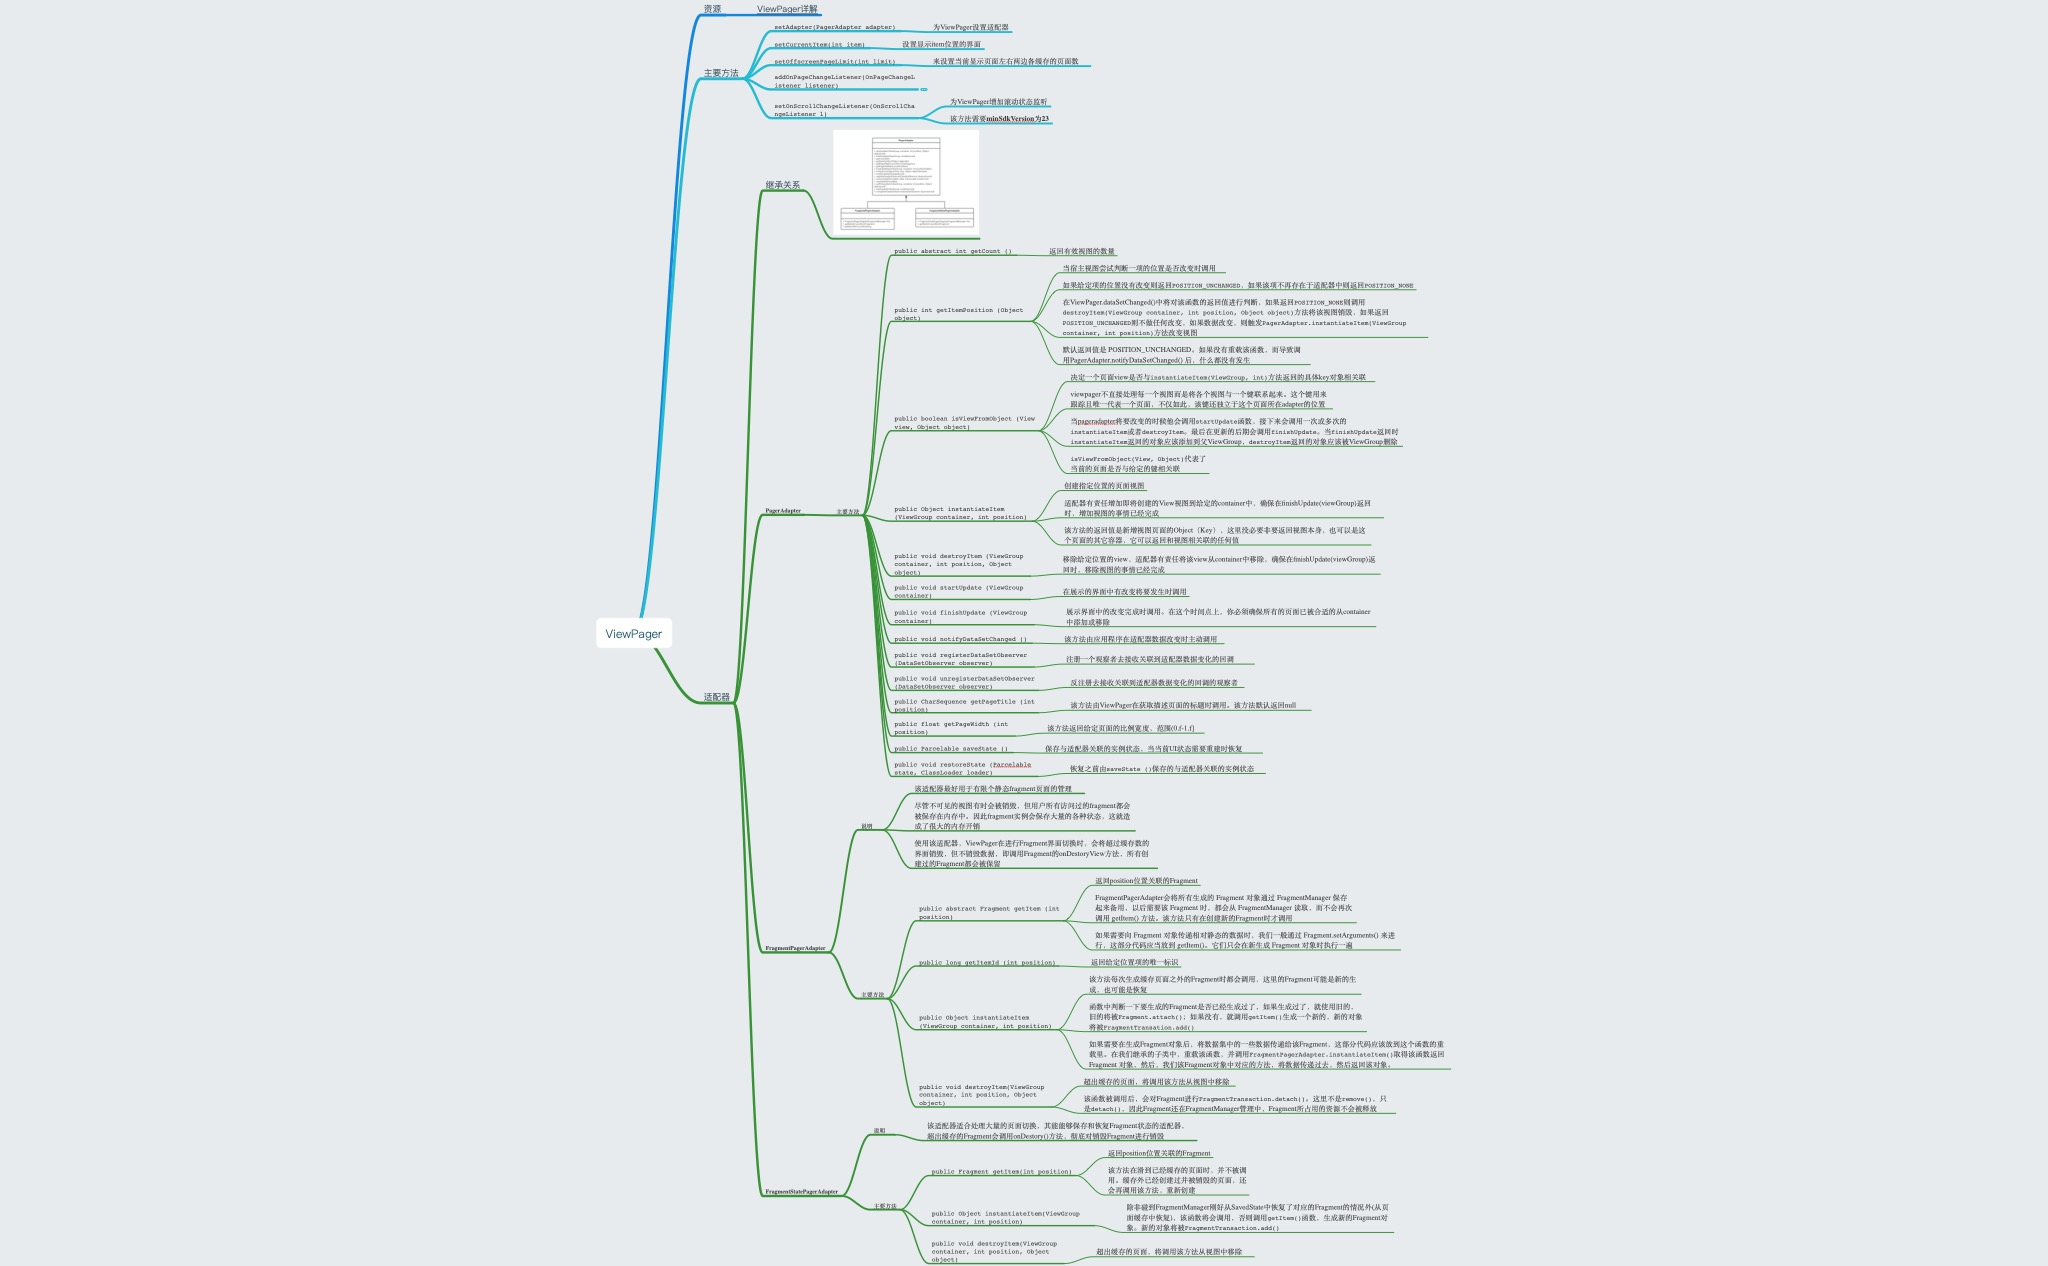 资源
ViewPager详解
主要方法
setAdapter(PagerAdapter adapter)
为ViewPager设置适配器
setCurrentItem(int item)
设置显示item位置的界面
setOffscreenPageLimit(int limit)
来设置当前显示页面左右两边各缓存的页面数
addOnPageChangeListener(OnPageChangeL
istener listener)
setOnScrollChangeListener(OnScrollCha
ngeListener l)
为ViewPager增加滚动状态监听
该方法需要minSdkVersion为23
继承关系
PagerAdapter
FragmentPagerAdapter
FragmentStatePagerAdapter
ViewPager
适配器
PagerAdapter
主要方法
public abstract int getCount ()
返回有效视图的数量
public int getItemPosition (Object
object)
当宿主视图尝试判断一项的位置是否改变时调用
如果给定项的位置没有改变则返回POSITION_UNCHANGED，如果该项不再存在于适配器中则返回POSITION_NONE
在ViewPager.dataSetChanged()中将对该函数的返回值进行判断，如果返回POSITION_NONE则调用
destroyItem(ViewGroup container, int position, Object object)方法将该视图销毁，如果返回
POSITION_UNCHANGED则不做任何改变，如果数据改变，则触发PagerAdapter.instantiateItem(ViewGroup
container, int position)方法改变视图
默认返回值是 POSITION_UNCHANGED。如果没有重载该函数，而导致调
用PagerAdapter.notifyDataSetChanged() 后，什么都没有发生
public boolean isViewFromObject (View
view, Object object)
决定一个页面view是否与instantiateItem(ViewGroup, int)方法返回的具体key对象相关联
viewpager不直接处理每一个视图而是将各个视图与一个键联系起来。这个键用来
跟踪且唯一代表一个页面，不仅如此，该键还独立于这个页面所在adapter的位置
当pageradapter将要改变的时候他会调用startUpdate函数，接下来会调用一次或多次的
instantiateItem或者destroyItem。最后在更新的后期会调用finishUpdate。当finishUpdate返回时
instantiateItem返回的对象应该添加到父ViewGroup，destroyItem返回的对象应该被ViewGroup删除
isViewFromObject(View, Object)代表了
当前的页面是否与给定的键相关联
public Object instantiateItem
(ViewGroup container, int position)
创建指定位置的页面视图
适配器有责任增加即将创建的View视图到给定的container中，确保在finishUpdate(viewGroup)返回
时，增加视图的事情已经完成
该方法的返回值是新增视图页面的Object（Key），这里没必要非要返回视图本身，也可以是这
个页面的其它容器，它可以返回和视图相关联的任何值
public void destroyItem (ViewGroup
container, int position, Object
object)
移除给定位置的view，适配器有责任将该view从container中移除，确保在finishUpdate(viewGroup)返
回时，移除视图的事情已经完成
public void startUpdate (ViewGroup
container)
在展示的界面中有改变将要发生时调用
public void finishUpdate (ViewGroup
container)
展示界面中的改变完成时调用。在这个时间点上，你必须确保所有的页面已被合适的从container
中添加或移除
public void notifyDataSetChanged ()
该方法由应用程序在适配器数据改变时主动调用
public void registerDataSetObserver
(DataSetObserver observer)
注册一个观察者去接收关联到适配器数据变化的回调
public void unregisterDataSetObserver
(DataSetObserver observer)
反注册去接收关联到适配器数据变化的回调的观察者
public CharSequence getPageTitle (int
position)
该方法由ViewPager在获取描述页面的标题时调用。该方法默认返回null
public float getPageWidth (int
position)
该方法返回给定页面的比例宽度，范围(0.f-1.f]
public Parcelable saveState ()
保存与适配器关联的实例状态，当当前UI状态需要重建时恢复
public void restoreState (Parcelable
state, ClassLoader loader)
恢复之前由saveState ()保存的与适配器关联的实例状态
FragmentPagerAdapter
说明
该适配器最好用于有限个静态fragment页面的管理
尽管不可见的视图有时会被销毁，但用户所有访问过的fragment都会
被保存在内存中。因此fragment实例会保存大量的各种状态，这就造
成了很大的内存开销
使用该适配器，ViewPager在进行Fragment界面切换时，会将超过缓存数的
界面销毁，但不销毁数据，即调用Fragment的onDestoryView方法，所有创
建过的Fragment都会被保留
主要方法
public abstract Fragment getItem (int
position)
返回position位置关联的Fragment
FragmentPagerAdapter会将所有生成的 Fragment 对象通过 FragmentManager 保存
起来备用，以后需要该 Fragment 时，都会从 FragmentManager 读取，而不会再次
调用 getItem() 方法。该方法只有在创建新的Fragment时才调用
如果需要向 Fragment 对象传递相对静态的数据时，我们一般通过 Fragment.setArguments() 来进
行，这部分代码应当放到 getItem()。它们只会在新生成 Fragment 对象时执行一遍
public long getItemId (int position)
返回给定位置项的唯一标识
public Object instantiateItem
(ViewGroup container, int position)
该方法每次生成缓存页面之外的Fragment时都会调用，这里的Fragment可能是新的生
成，也可能是恢复
函数中判断一下要生成的Fragment是否已经生成过了，如果生成过了，就使用旧的，
旧的将被Fragment.attach()；如果没有，就调用getItem()生成一个新的，新的对象
将被FragmentTransation.add()
如果需要在生成Fragment对象后，将数据集中的一些数据传递给该Fragment，这部分代码应该放到这个函数的重
载里。在我们继承的子类中，重载该函数，并调用FragmentPagerAdapter.instantiateItem()取得该函数返回
Fragment 对象，然后，我们该Fragment对象中对应的方法，将数据传递过去，然后返回该对象。
public void destroyItem(ViewGroup
container, int position, Object
object)
超出缓存的页面，将调用该方法从视图中移除
该函数被调用后，会对Fragment进行FragmentTransaction.detach()。这里不是remove()，只
是detach()，因此Fragment还在FragmentManager管理中，Fragment所占用的资源不会被释放
FragmentStatePagerAdapter
说明
该适配器适合处理大量的页面切换，其能能够保存和恢复Fragment状态的适配器，
超出缓存的Fragment会调用onDestory()方法，彻底对销毁Fragment进行销毁
主要方法
public Fragment getItem(int position)
返回position位置关联的Fragment
该方法在滑到已经缓存的页面时，并不被调
用。缓存外已经创建过并被销毁的页面，还
会再调用该方法，重新创建
public Object instantiateItem(ViewGroup
container, int position)
除非碰到FragmentManager刚好从SavedState中恢复了对应的Fragment的情况外(从页
面缓存中恢复)，该函数将会调用，否则调用getItem()函数，生成新的Fragment对
象。新的对象将被FragmentTransaction.add()
public void destroyItem(ViewGroup
container, int position, Object
object)
超出缓存的页面，将调用该方法从视图中移除